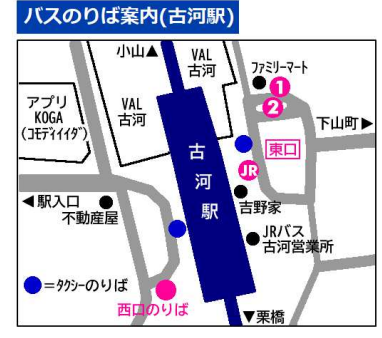 バスのりば案内(古河駅)
小山▲
VAL
古河
ファミリーマート
1
2
アプリ
KOGA
(コモディイイダ)
VAL
古河
下山町▶
東口
JR
古河駅
◀駅入口
不動産屋
吉野家
JRバス
古河営業所
●=タクシーのりば
西口のりば
▼栗橋